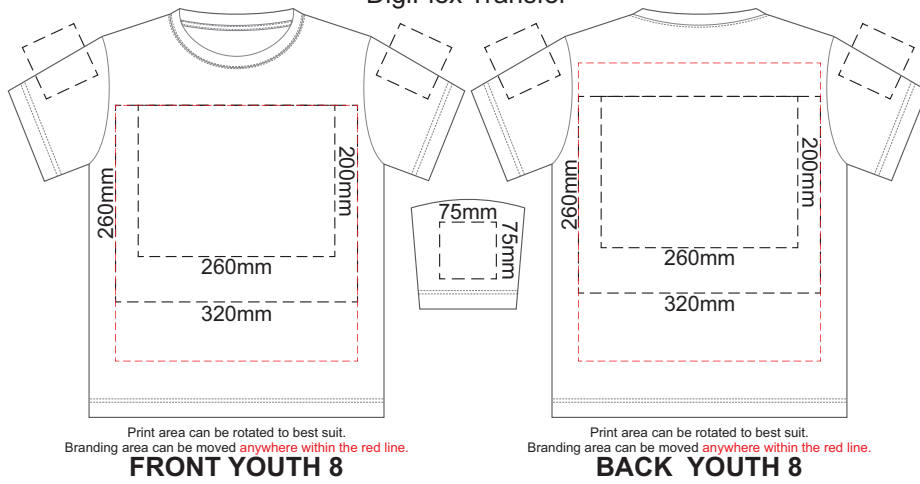 DigiFlex Transfer
260mm
200mm
260mm
320mm
75mm
75mm
260mm
200mm
260mm
320mm
Print area can be rotated to best suit.
Branding area can be moved anywhere within the red line.
FRONT YOUTH 8
Print area can be rotated to best suit.
Branding area can be moved anywhere within the red line.
BACK YOUTH 8